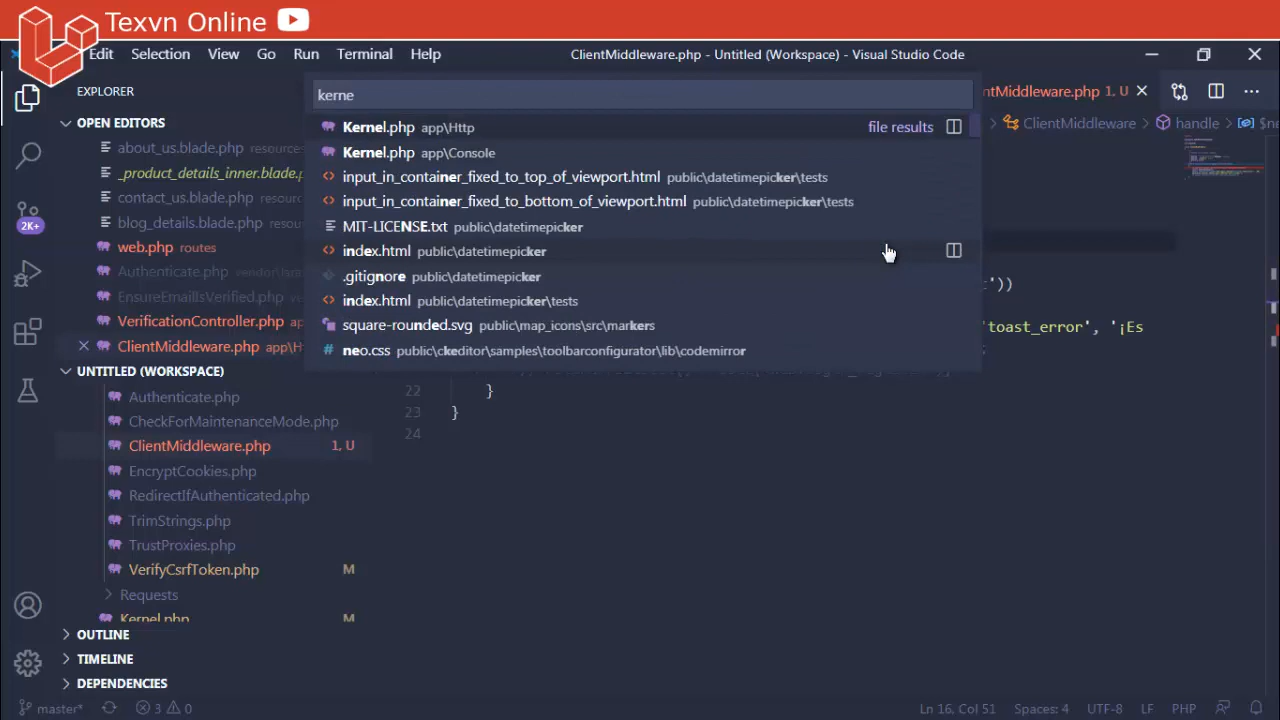 Texvn Online
Edit Selection View Go Run Terminal Help ClientMiddleware.php - Untitled (Workspace) - Visual Studio Code
EXPLORER
ntMiddleware.php 1, U
OPEN EDITORS
ClientMiddleware handle
about_us.blade.php
_product_details_inner.blade.p
contact_us.blade.php
blog_details.blade.php
web.php routes
Authenticate.php
EnsureEmailIsVerified.php
VerificationController.php
ClientMiddleware.php app\H
kerne
Kernel.php app\Http file results
Kernel.php app\Console
input_in_container_fixed_to_top_of_viewport.html public\datetimepicker\tests
input_in_container_fixed_to_bottom_of_viewport.html public\datetimepicker\tests
MIT-LICENSE.txt public\datetimepicker
index.html public\datetimepicker
.gitignore public\datetimepicker
index.html public\datetimepicker\tests
square-rounded.svg public\map_icons\src\markers
neo.css public\ckeditor\samples\toolbarconfigurator\lib\codemirror
'))
'toast_error', '¡Es
22 }
23 }
24
UNTITLED (WORKSPACE)
Authenticate.php
CheckForMaintenanceMode.php
ClientMiddleware.php 1, U
EncryptCookies.php
RedirectIfAuthenticated.php
TrimStrings.php
TrustProxies.php
VerifyCsrfToken.php M
Requests
Kernel.php M
OUTLINE
TIMELINE
DEPENDENCIES
2K+
master* 3 0 Ln 16, Col 51 Spaces: 4 UTF-8 LF PHP